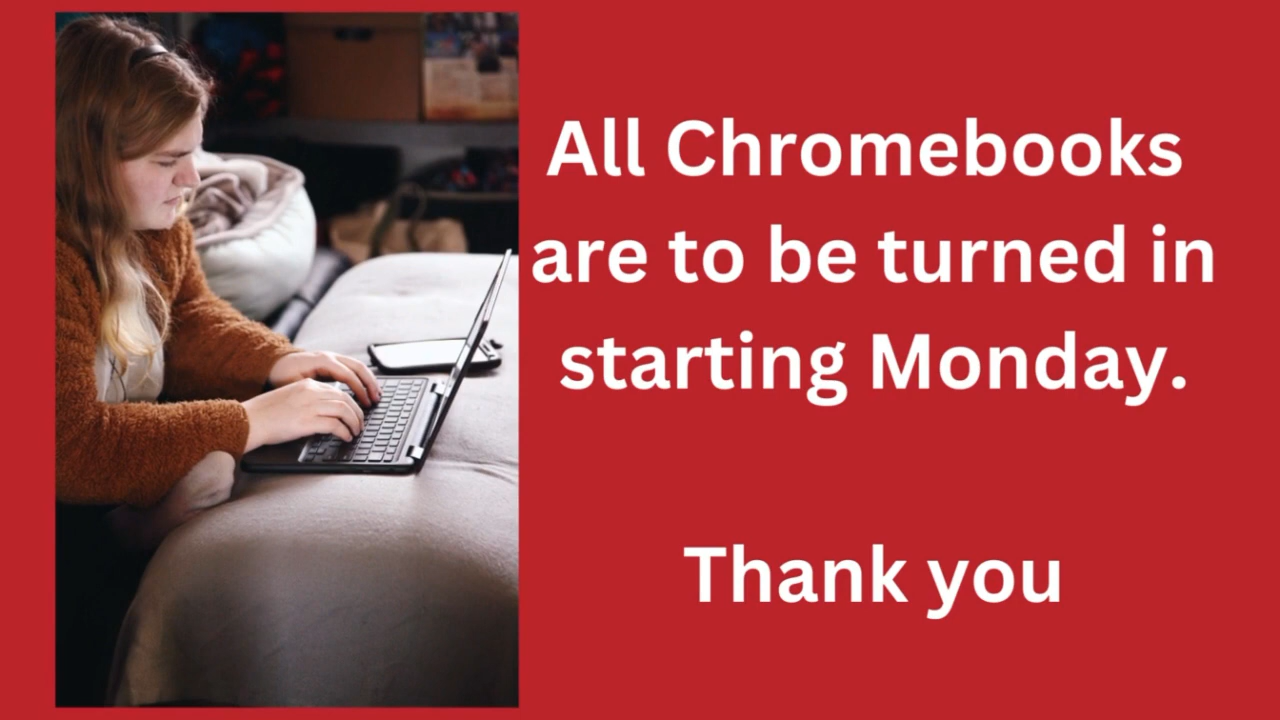 All Chromebooks
are to be turned in
starting Monday.
Thank you